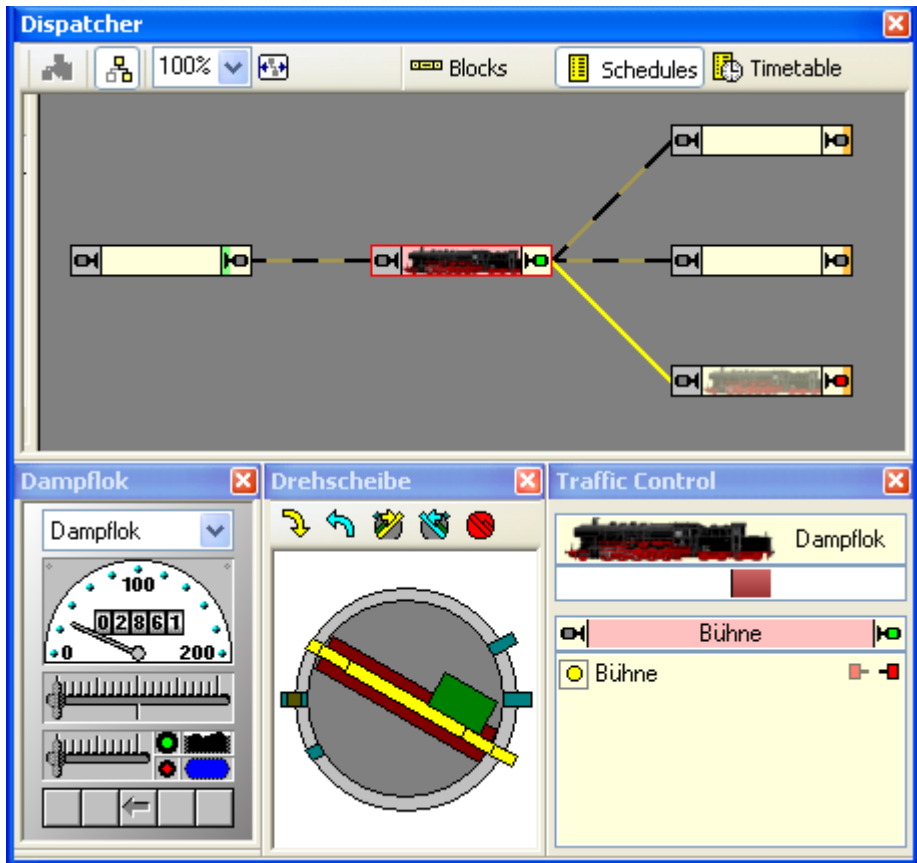 Dispatcher
100% Blocks Schedules Timetable
Dampflok Drehscheibe Traffic Control
Dampflok Dampflok
100
02861
0 200
Bühne
Bühne